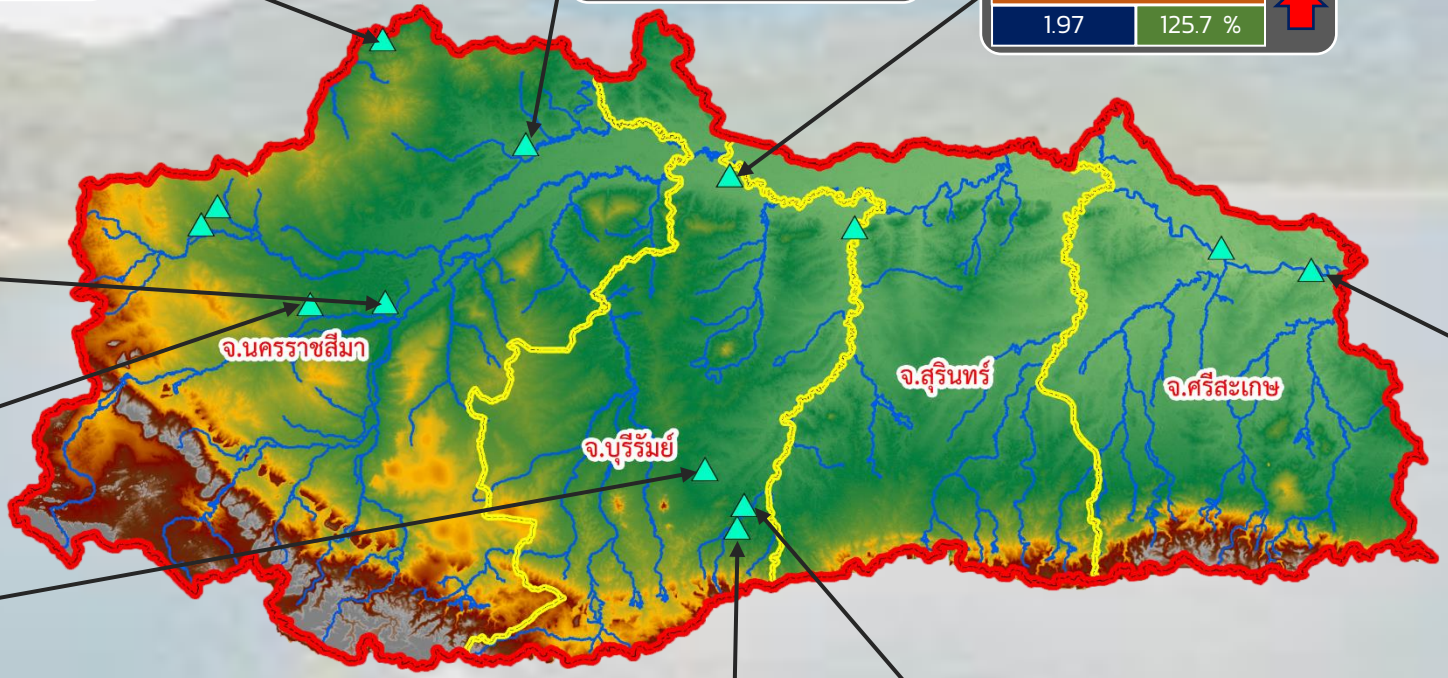 1.97 125.7 %
จ.นครราชสีมา
จ.สุรินทร์
จ.ศรีสะเกษ
จ.บุรีรัมย์